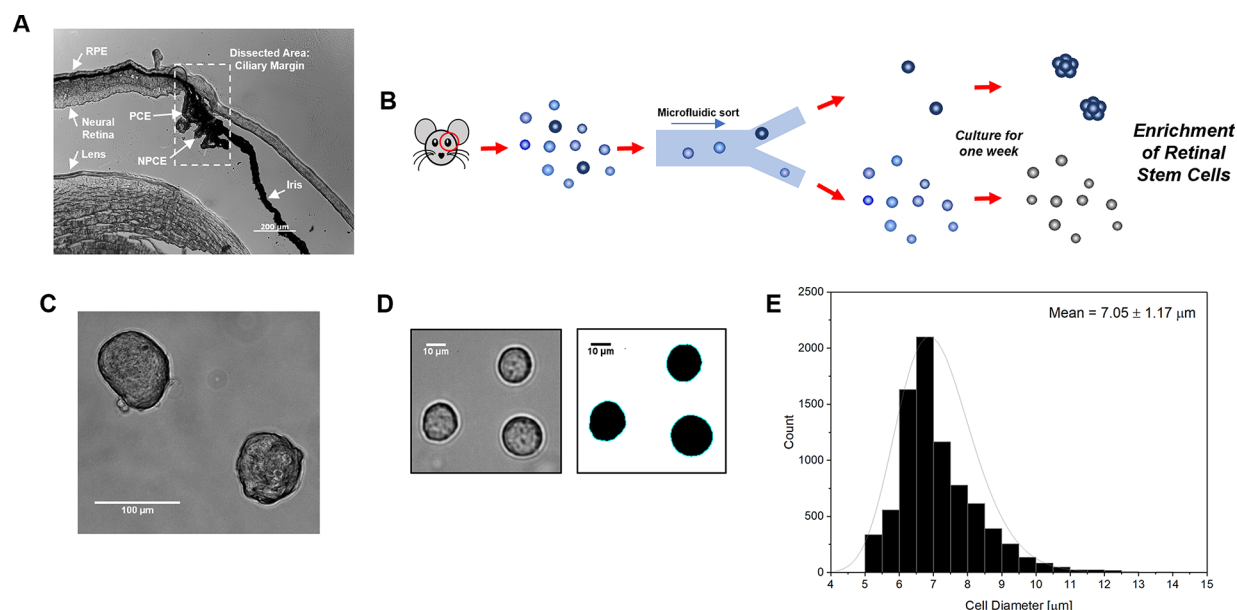 A
RPE
Dissected Area:
Ciliary Margin
PCE
Neural
Retina
NPCE
Lens
Iris
200 µm
B
Microfluidic sort
Culture for
one week
Enrichment
of Retinal
Stem Cells
C
100 µm
D
10 µm
10 µm
E
Mean = 7.05 ± 1.17 µm
Count
2500
2000
1500
1000
500
0
4 5 6 7 8 9 10 11 12 13 14 15
Cell Diameter [µm]